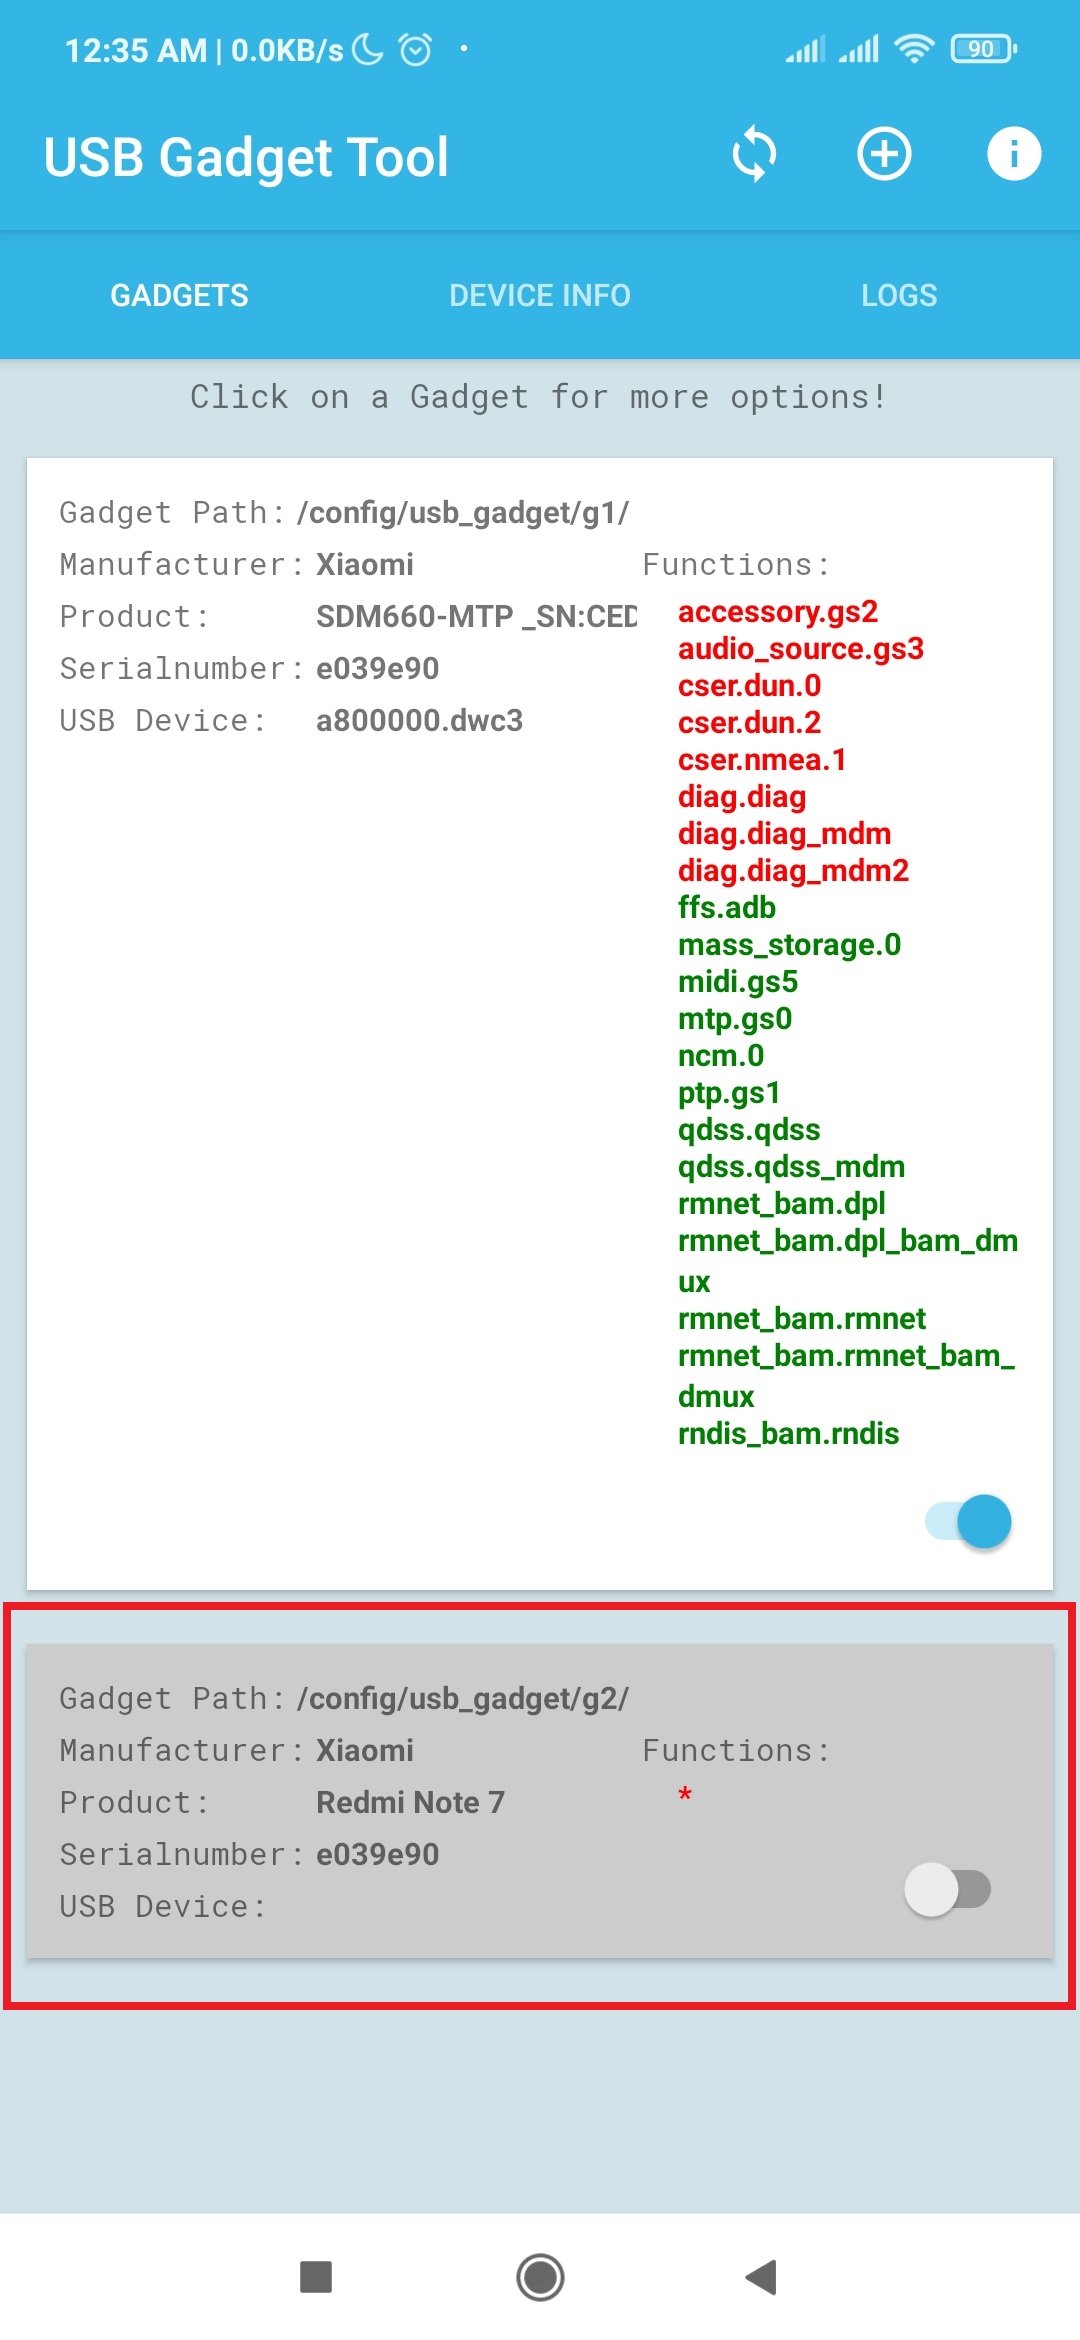 12:35 AM | 0.0KB/s
90
USB Gadget Tool
GADGETS DEVICE INFO LOGS
Click on a Gadget for more options!
Gadget Path: /config/usb_gadget/g1/
Manufacturer: Xiaomi
Product: SDM660-MTP _SN:CED
Serialnumber: e039e90
USB Device: a800000.dwc3
Functions:
accessory.gs2
audio_source.gs3
cser.dun.0
cser.dun.2
cser.nmea.1
diag.diag
diag.diag_mdm
diag.diag_mdm2
ffs.adb
mass_storage.0
midi.gs5
mtp.gs0
ncm.0
ptp.gs1
qdss.qdss
qdss.qdss_mdm
rmnet_bam.dpl
rmnet_bam.dpl_bam_dm
ux
rmnet_bam.rmnet
rmnet_bam.rmnet_bam_
dmux
rndis_bam.rndis
Gadget Path: /config/usb_gadget/g2/
Manufacturer: Xiaomi
Product: Redmi Note 7
Serialnumber: e039e90
USB Device:
Functions:
*